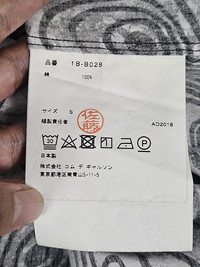 品番 1B-B028
綿 100%
サイズ S
縫製責任者 佐藤
AD2018
30 P
日本製
株式会社 コム デ ギャルソン
東京都港区南青山5-11-5